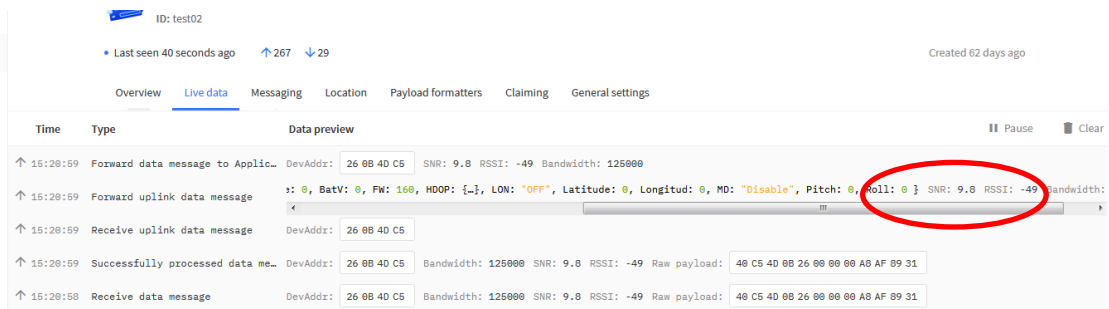 ID: test02
Last seen 40 seconds ago ↑267 ↓29 Created 62 days ago
Overview Live data Messaging Location Payload formatters Claiming General settings
Time Type Data preview Pause Clear
↑ 15:20:59 Forward data message to Applic… DevAddr: 26 0B 4D C5 SNR: 9.8 RSSI: -49 Bandwidth: 125000
↑ 15:20:59 Forward uplink data message e: 0, BatV: 0, FW: 160, HDOP: {…}, LON: "OFF", Latitude: 0, Longitud: 0, MD: "Disable", Pitch: 0, Roll: 0 } SNR: 9.8 RSSI: -49 Bandwidth:
↑ 15:20:59 Receive uplink data message DevAddr: 26 0B 4D C5
↑ 15:20:59 Successfully processed data me… DevAddr: 26 0B 4D C5 Bandwidth: 125000 SNR: 9.8 RSSI: -49 Raw payload: 40 C5 4D 0B 26 00 00 00 A8 AF 89 31
↑ 15:20:58 Receive data message DevAddr: 26 0B 4D C5 Bandwidth: 125000 SNR: 9.8 RSSI: -49 Raw payload: 40 C5 4D 0B 26 00 00 00 A8 AF 89 31